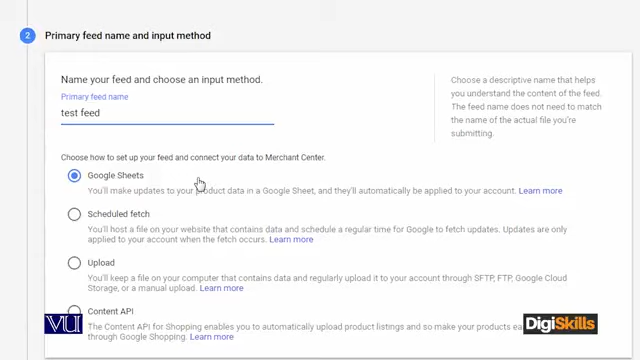 2 Primary feed name and input method
Name your feed and choose an input method.
Primary feed name
test feed
Choose a descriptive name that helps
you understand the content of the feed.
The feed name does not need to match
the name of the actual file you're
submitting.
Choose how to set up your feed and connect your data to Merchant Center.
Google Sheets
You'll make updates to your product data in a Google Sheet, and they'll automatically be applied to your account. Learn more
Scheduled fetch
You'll host a file on your website that contains data and schedule a regular time for Google to fetch updates. Updates are only
applied to your account when the fetch occurs. Learn more
Upload
You'll keep a file on your computer that contains data and regularly upload it to your account through SFTP, FTP, Google Cloud
Storage, or a manual upload. Learn more
Content API
The Content API for Shopping enables you to automatically upload product listings and so make your products
through Google Shopping. Learn more
VU
DigiSkills